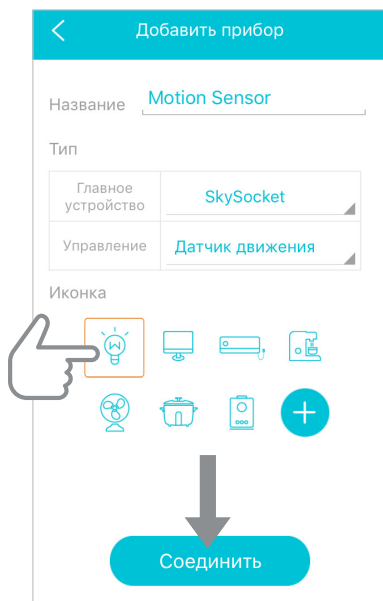 Добавить прибор
Название Motion Sensor
Тип
Главное
устройство
SkySocket
Управление Датчик движения
Иконка
Соединить